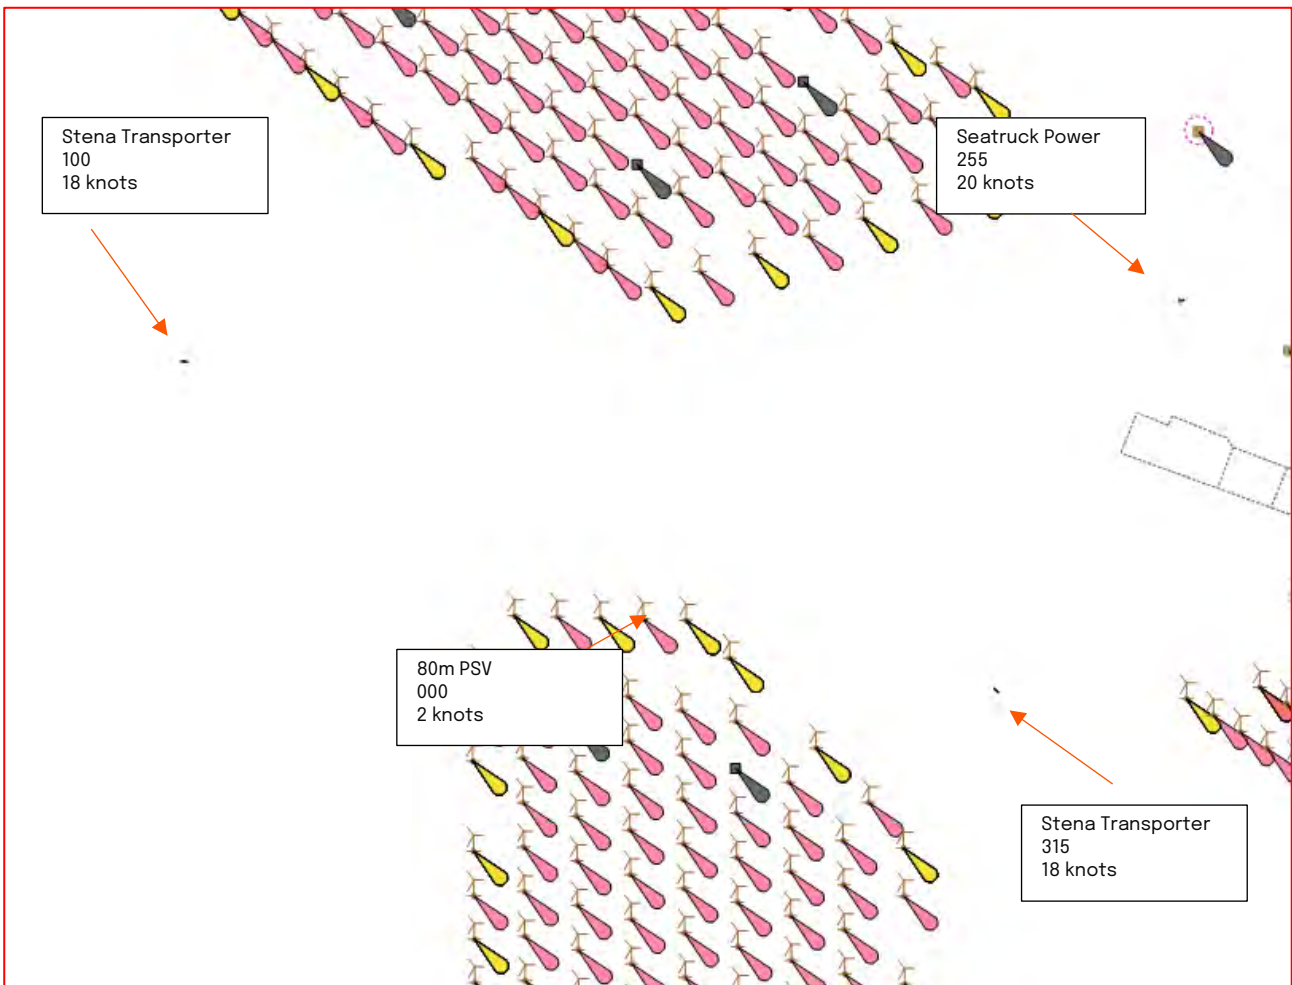 Stena Transporter
100
18 knots
Seatruck Power
255
20 knots
80m PSV
000
2 knots
Stena Transporter
315
18 knots